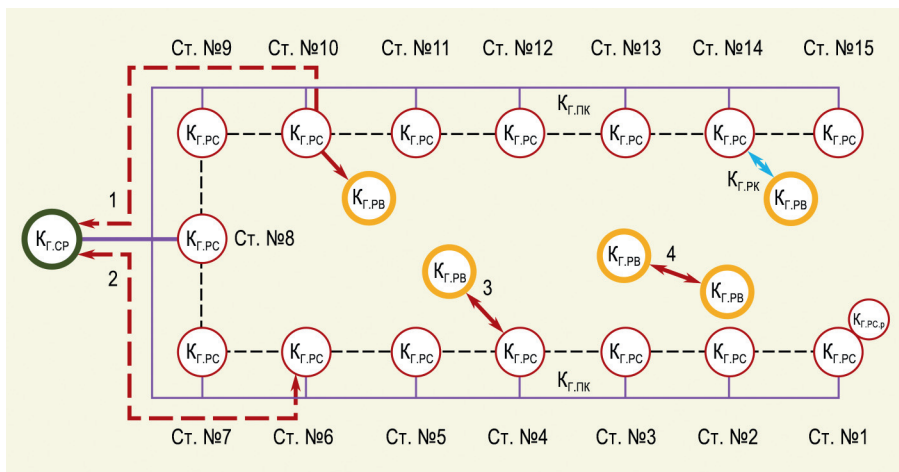 Ст. №9 Ст. №10 Ст. №11 Ст. №12 Ст. №13 Ст. №14 Ст. №15
КГ.ПК
КГ.РС КГ.РС КГ.РС КГ.РС КГ.РС КГ.РС КГ.РС
КГ.РК
КГ.РВ КГ.РВ
1
КГ.СР КГ.РС Ст. №8
КГ.РВ 4
КГ.РВ 3 КГ.РВ
2
КГ.РС.р
КГ.РС КГ.РС КГ.РС КГ.РС КГ.РС КГ.РС КГ.РС
КГ.ПК
Ст. №7 Ст. №6 Ст. №5 Ст. №4 Ст. №3 Ст. №2 Ст. №1